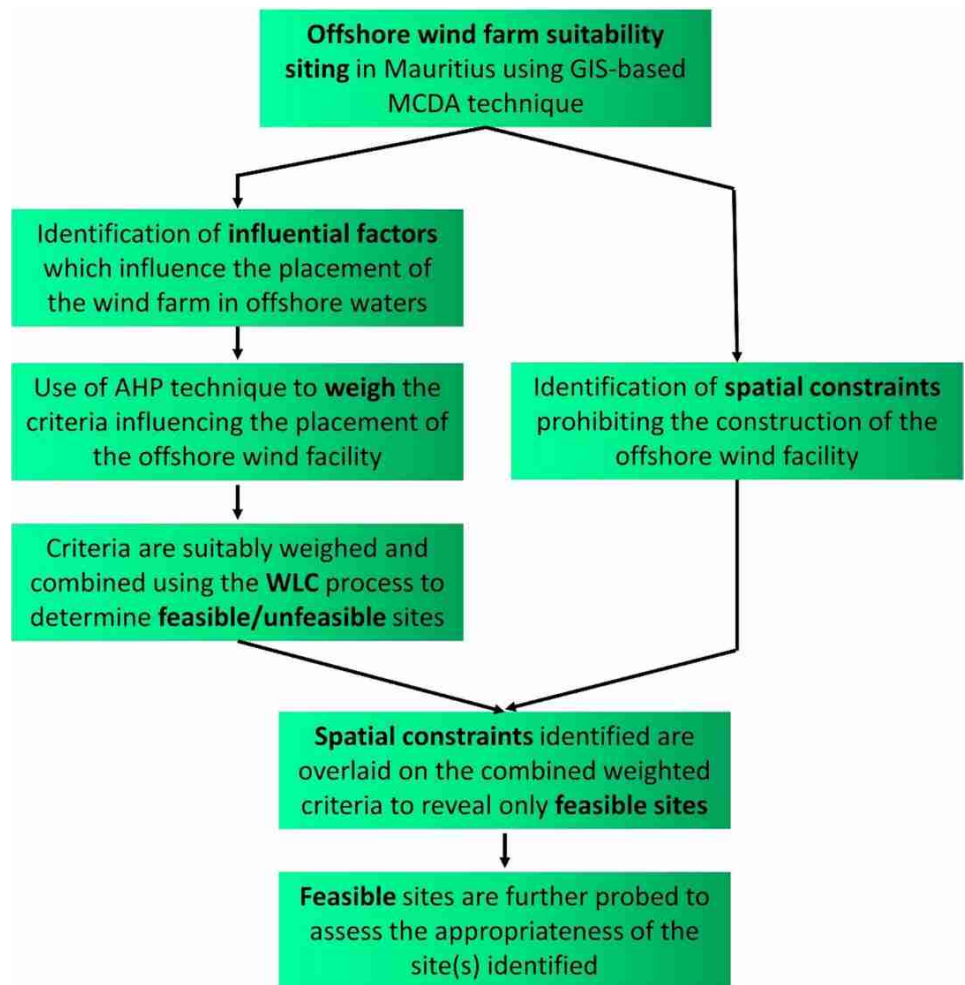 Offshore wind farm suitability
siting in Mauritius using GIS-based
MCDA technique
Identification of influential factors
which influence the placement of
the wind farm in offshore waters
Use of AHP technique to weigh the
criteria influencing the placement of
the offshore wind facility
Identification of spatial constraints
prohibiting the construction of the
offshore wind facility
Criteria are suitably weighed and
combined using the WLC process to
determine feasible/unfeasible sites
Spatial constraints identified are
overlaid on the combined weighted
criteria to reveal only feasible sites
Feasible sites are further probed to
assess the appropriateness of the
site(s) identified